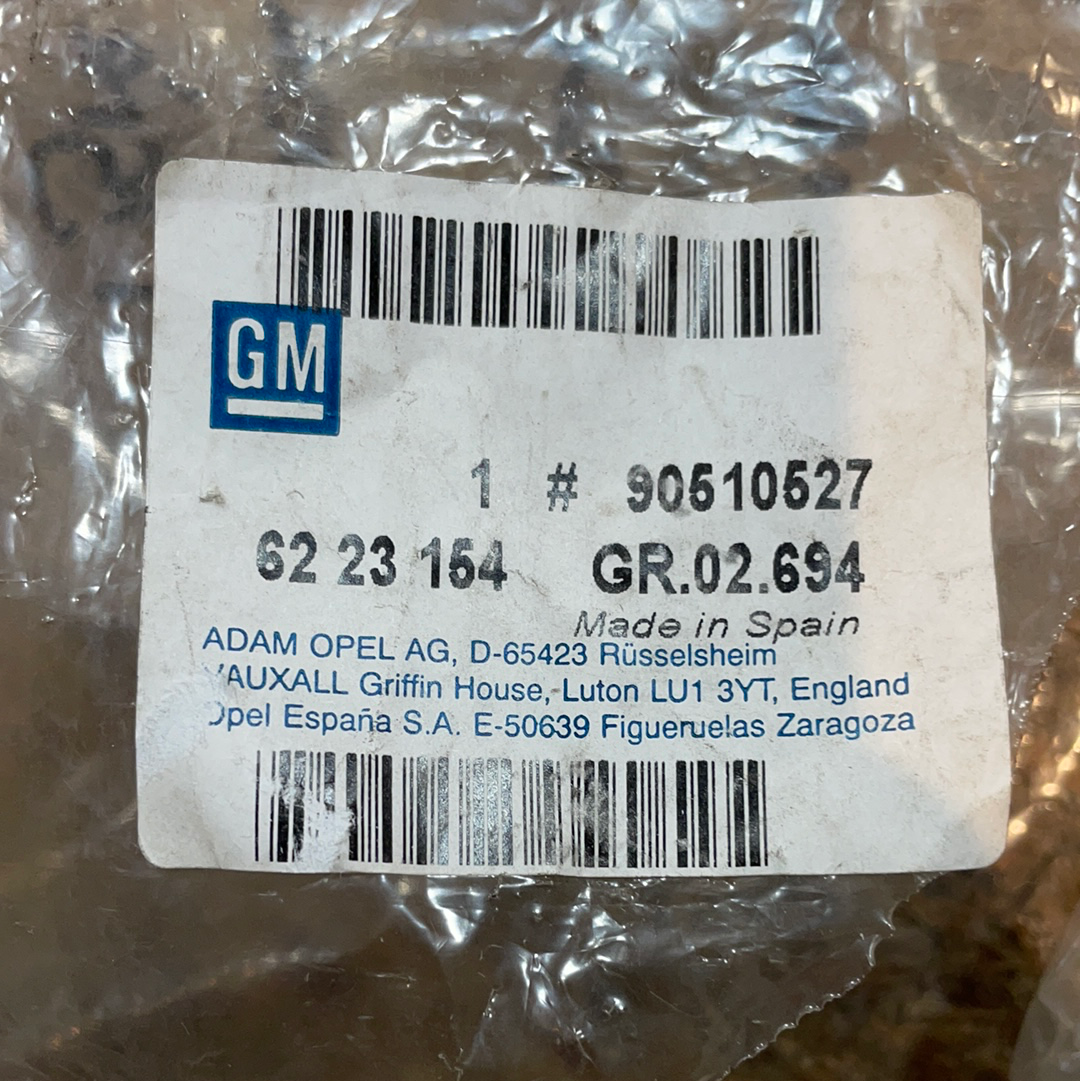 GM
1 # 90510527
62 23 154 GR.02.694
Made in Spain
ADAM OPEL AG, D-65423 Rüsselsheim
VAUXALL Griffin House, Luton LU1 3YT, England
Opel España S.A. E-50639 Figueruelas Zaragoza